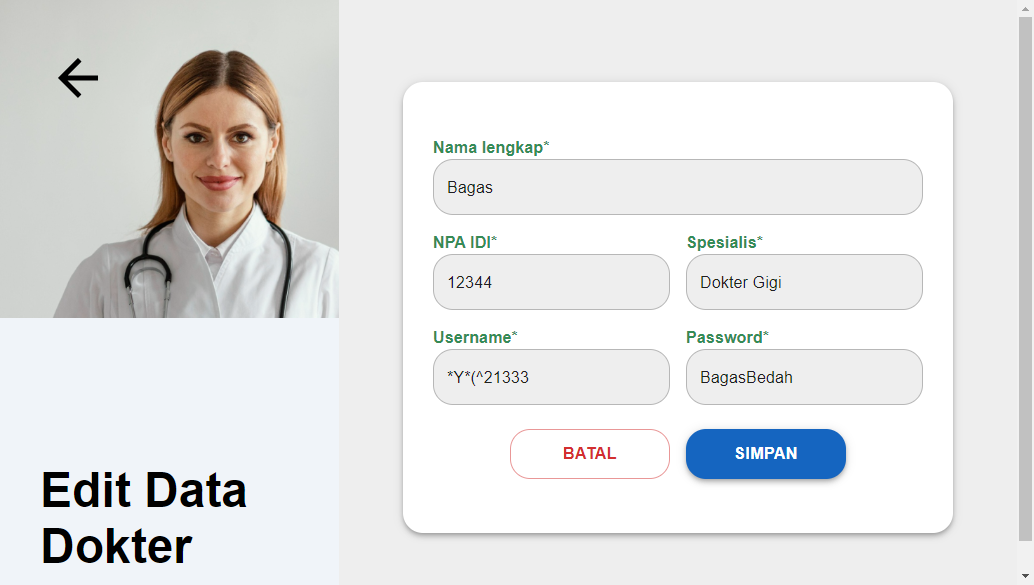 Nama lengkap*
Bagas
NPA IDI*
Spesialis*
12344
Dokter Gigi
Username*
Password*
*Y*(^21333
BagasBedah
BATAL
SIMPAN
Edit Data
Dokter